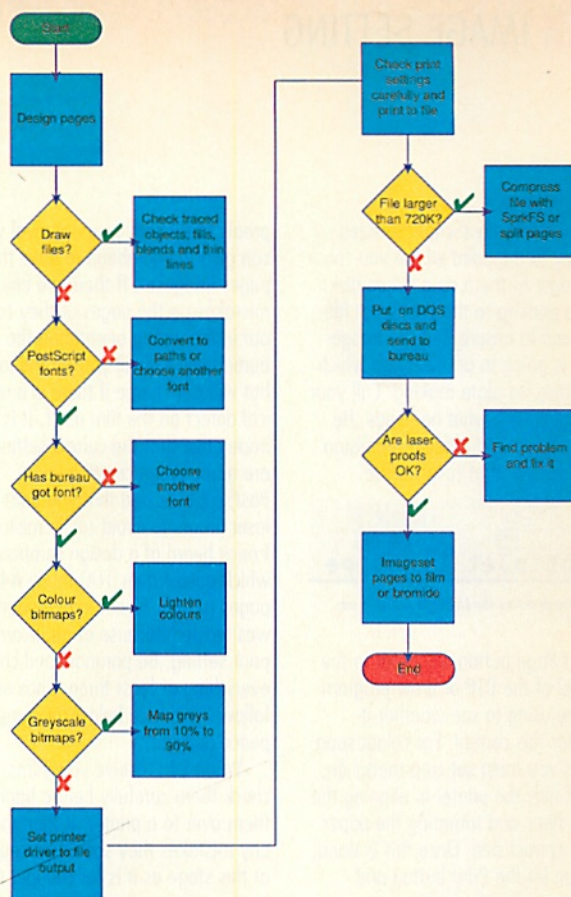 Start
Design pages
Draw
files?
Check traced
objects, fills,
blends and thin
lines
PostScript
fonts?
Convert to
paths or
choose another
font
Has bureau
got font?
Choose
another
font
Colour
bitmaps?
Lighten
colours
Greyscale
bitmaps?
Map greys
from 10% to
90%
Set printer
driver to file
output
Check print
settings
carefully and
print to file
File larger
than 720K?
Compress
file with
SparkFS or
split pages
Put on DOS
discs and
send to
bureau
Are laser
proofs
OK?
Find problem
and fix it
Imageset
pages to film
or bromide
End